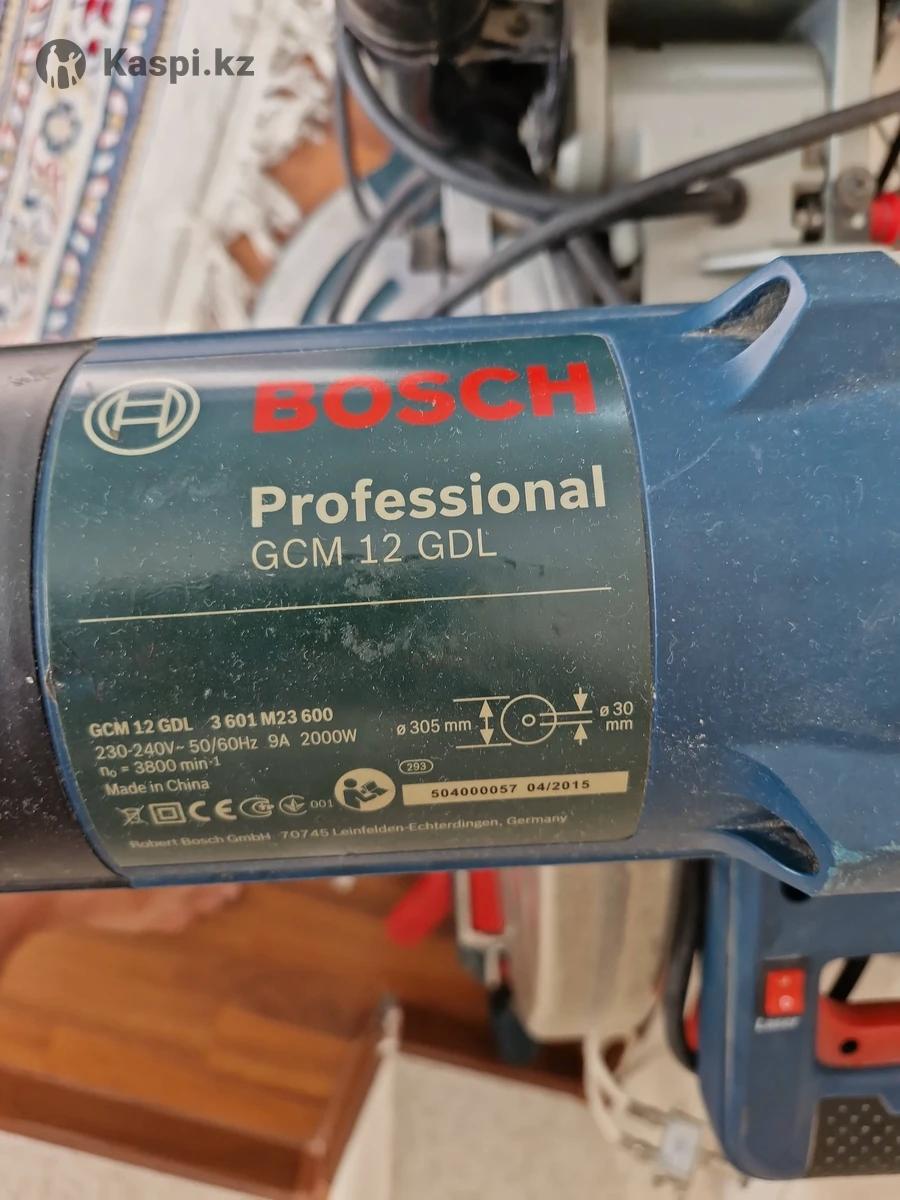 Kaspi.kz
BOSCH
Professional
GCM 12 GDL
GCM 12 GDL 3 601 M23 600
230-240V~ 50/60Hz 9A 2000W
n₀ = 3800 min⁻¹
Made in China
ø 305 mm
ø 30
mm
293
001
504000057 04/2015
Robert Bosch GmbH 70745 Leinfelden-Echterdingen, Germany
Laser